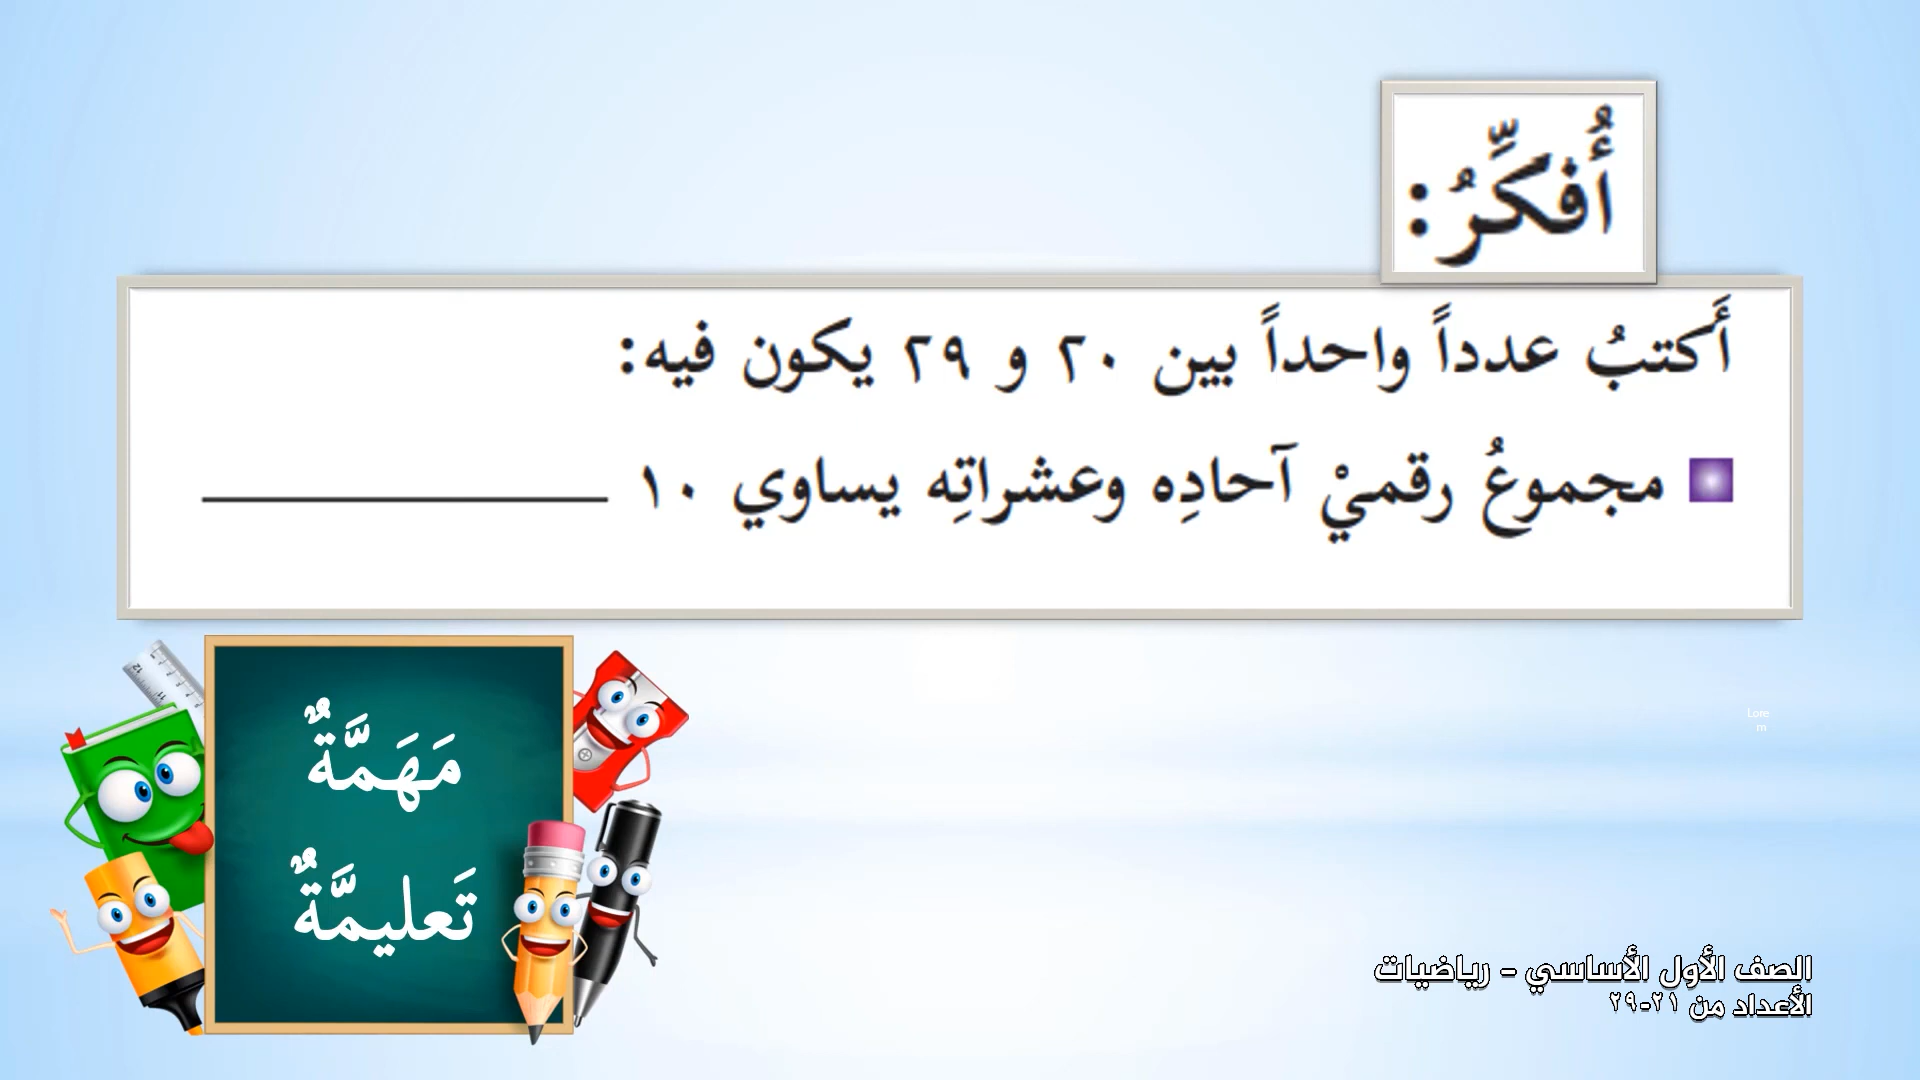 أُفكِّرُ:
أَكتبُ عدداً واحداً بين ٢٠ و ٢٩ يكون فيه:
مجموعُ رقميْ آحادِه وعشراتِه يساوي ١٠
مَهَمَّةٌ
تَعليمَّةٌ
Lore
m
الصف الأول الأساسي - رياضيات
الأعداد من ٢١-٢٩